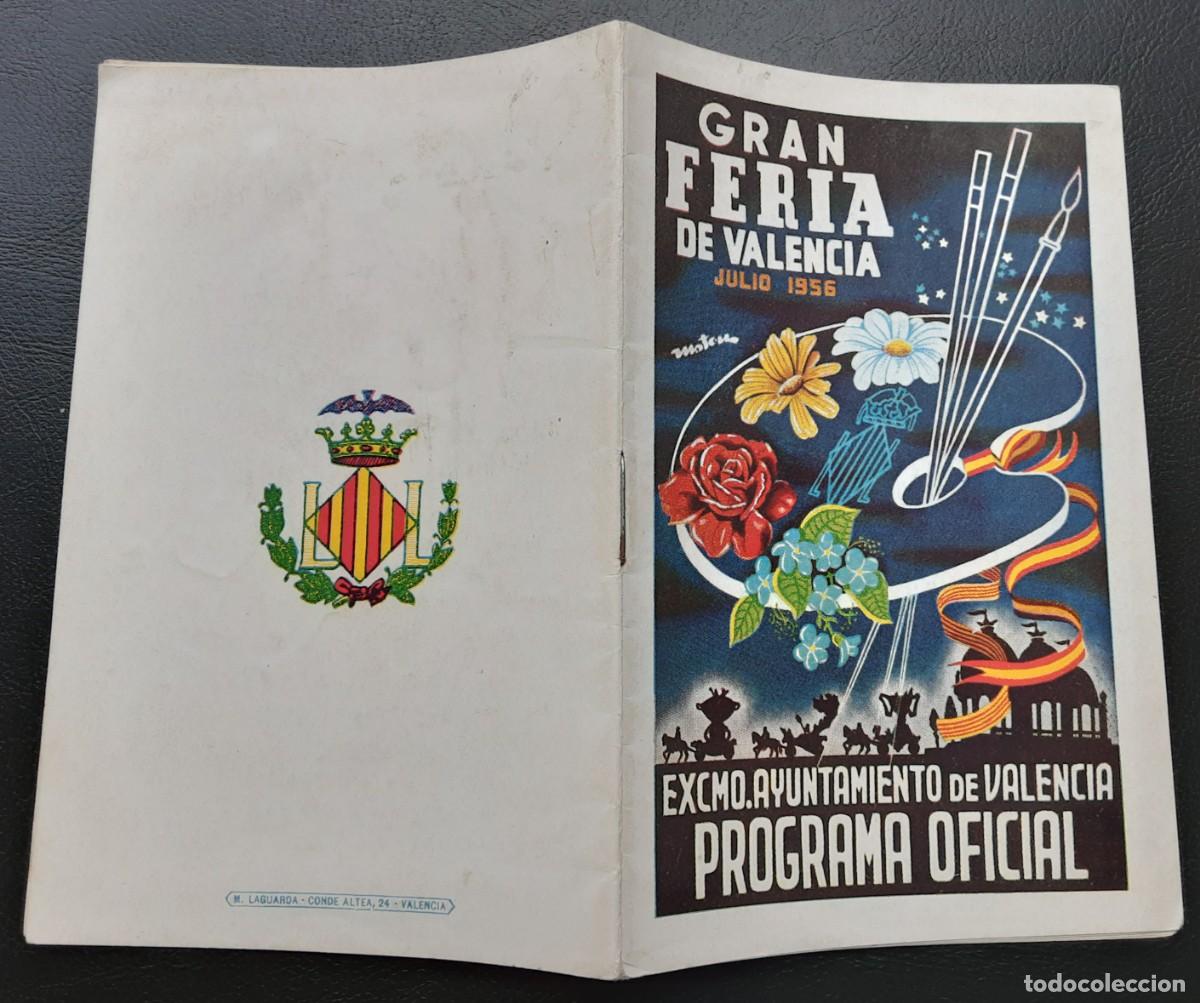 GRAN
FERIA
DE VALENCIA
JULIO 1956
EXCMO. AYUNTAMIENTO DE VALENCIA
PROGRAMA OFICIAL
L L
M. LAGUARDA - CONDE ALTEA, 24 - VALENCIA
todocoleccion